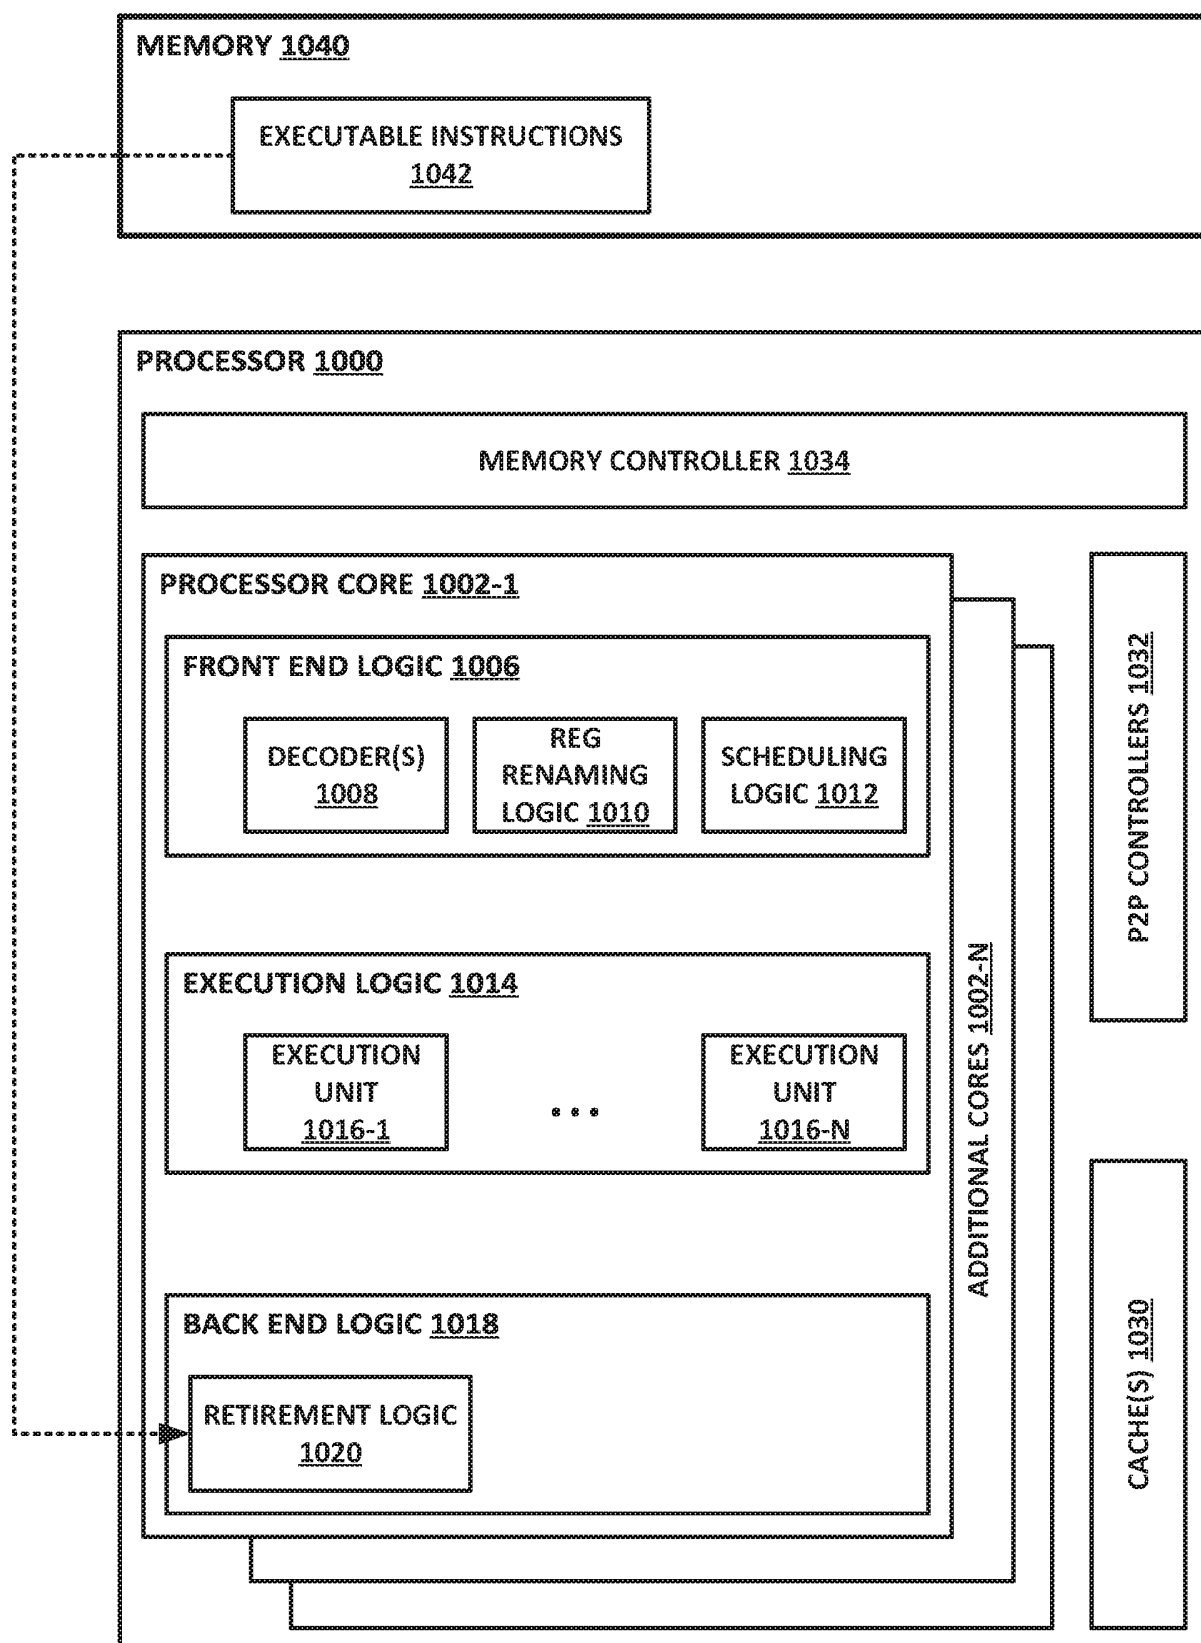 MEMORY 1040
EXECUTABLE INSTRUCTIONS
1042
PROCESSOR 1000
MEMORY CONTROLLER 1034
PROCESSOR CORE 1002-1
FRONT END LOGIC 1006
DECODER(S)
1008
REG
RENAMING
LOGIC 1010
SCHEDULING
LOGIC 1012
EXECUTION LOGIC 1014
EXECUTION
UNIT
1016-1
...
EXECUTION
UNIT
1016-N
BACK END LOGIC 1018
RETIREMENT LOGIC
1020
ADDITIONAL CORES 1002-N
P2P CONTROLLERS 1032
CACHE(S) 1030